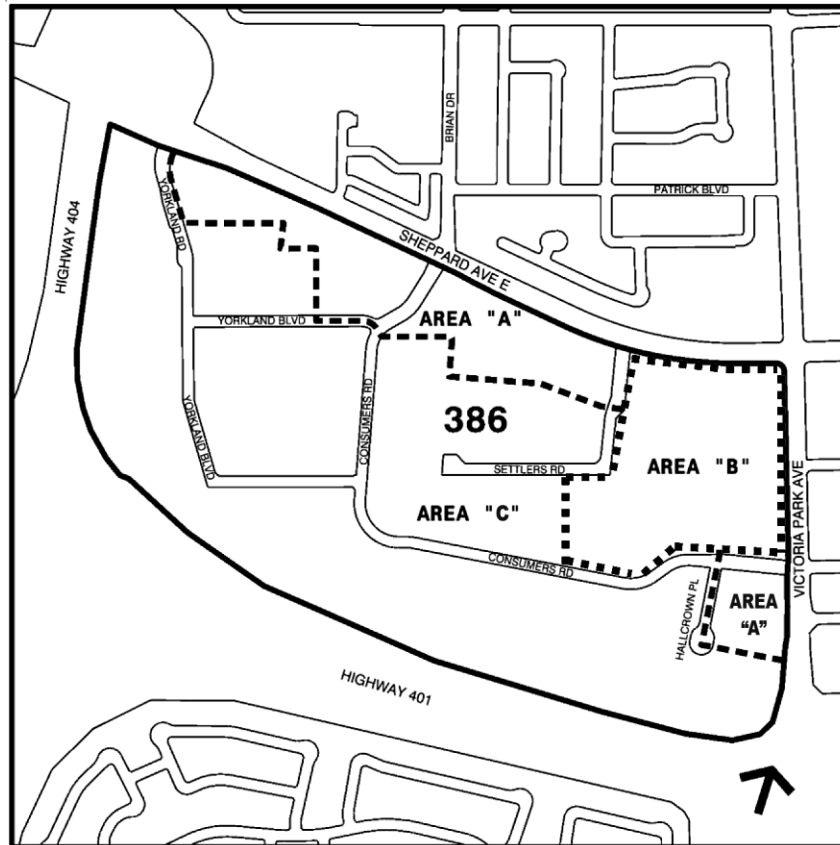 BRIAN DR
PATRICK BLVD
HIGHWAY 404
YORKLAND RD
SHEPPARD AVE E
YORKLAND BLVD
AREA "A"
CONSUMERS RD
YORKLAND BLVD
386
SETTLERS RD
AREA "B"
AREA "C"
CONSUMERS RD
VICTORIA PARK AVE
HALLCROWN PL
AREA
“A”
HIGHWAY 401